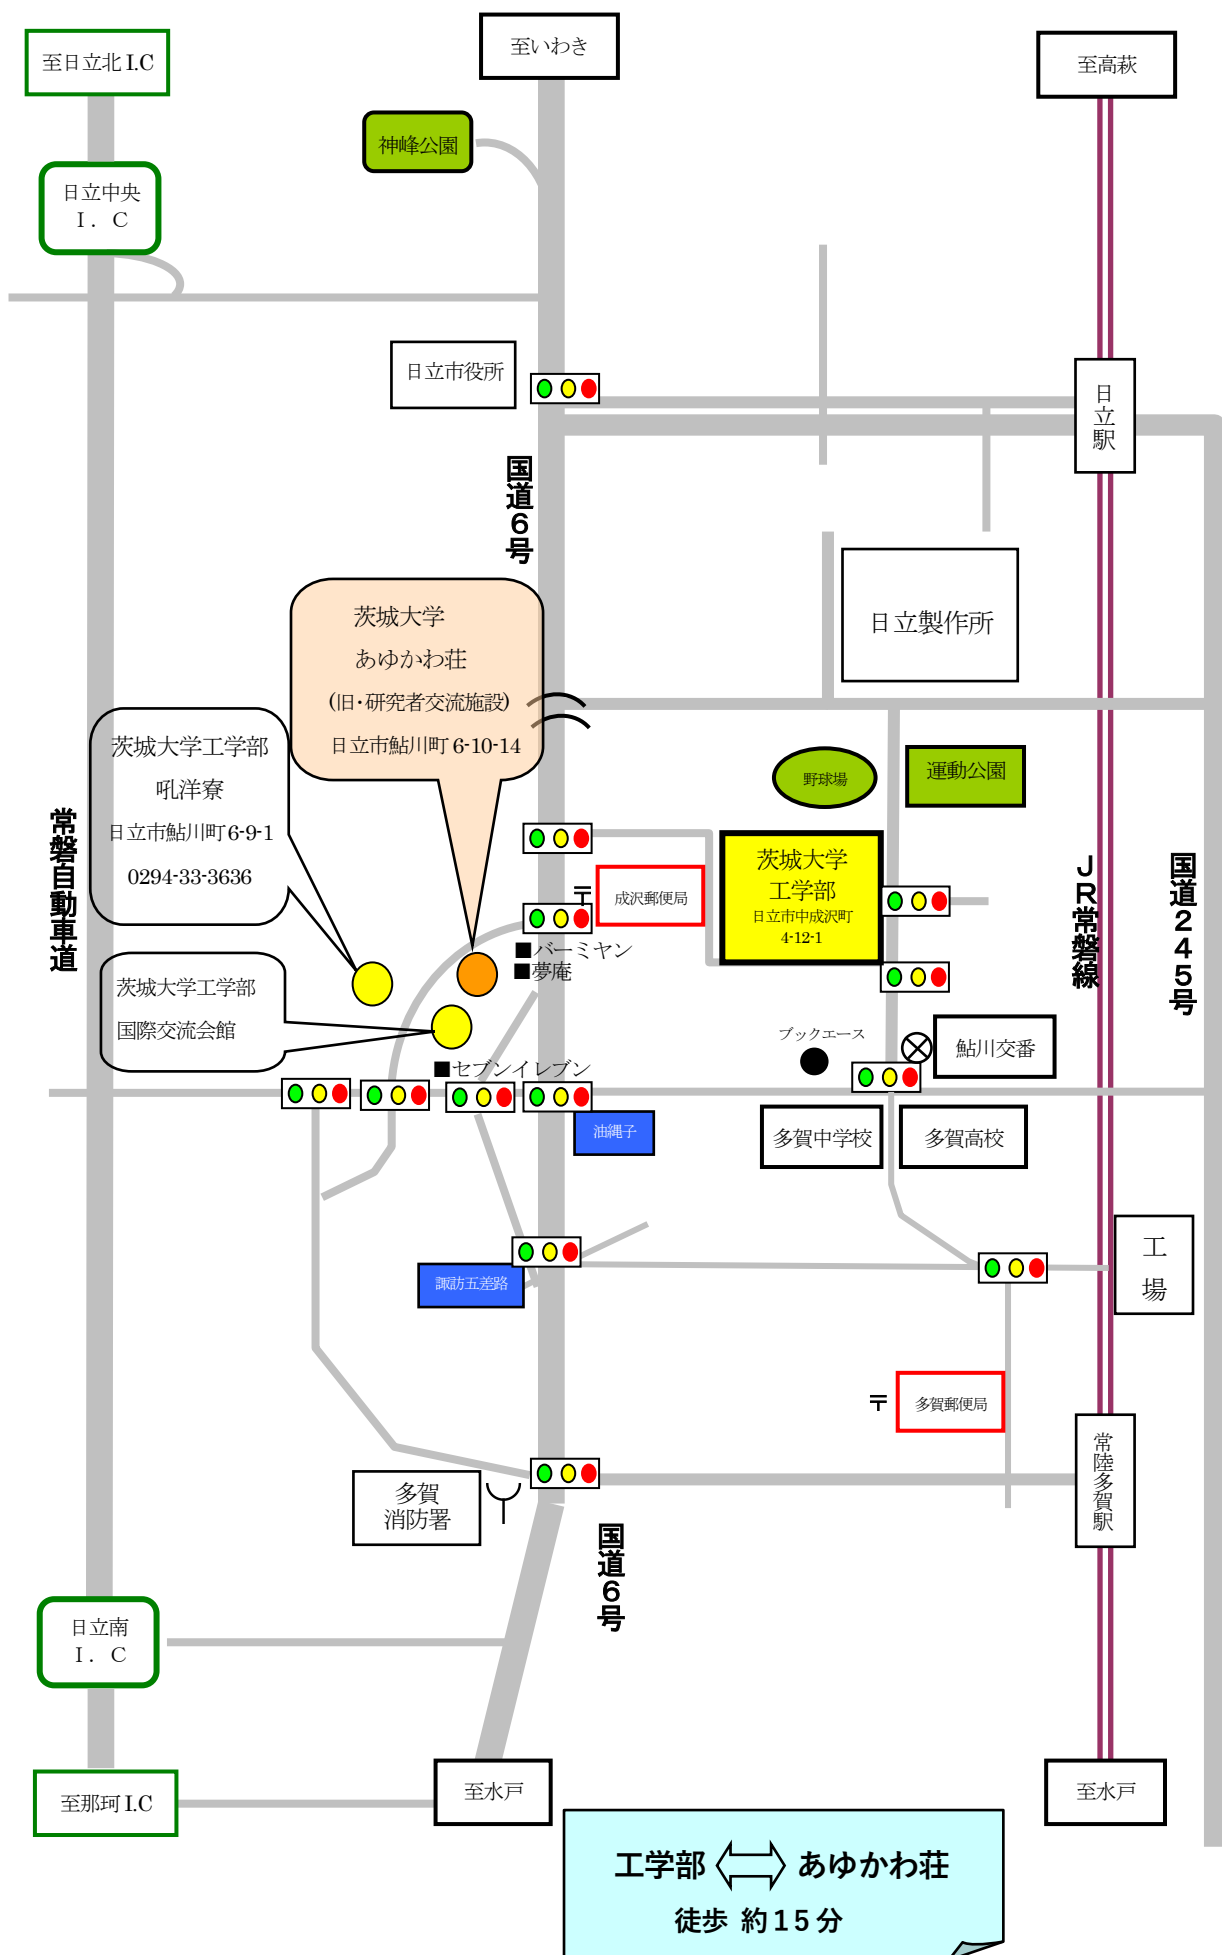 至日立北 I.C
至いわき
至高萩
神峰公園
日立中央
Ｉ．Ｃ
日立市役所
日立駅
国道６号
茨城大学
あゆかわ荘
(旧・研究者交流施設)
日立市鮎川町 6-10-14
日立製作所
茨城大学工学部
吼洋寮
日立市鮎川町 6-9-1
0294-33-3636
野球場
運動公園
常磐自動車道
茨城大学
工学部
日立市中成沢町
4-12-1
ＪＲ常磐線
国道２４５号
〒
成沢郵便局
■バーミヤン
■夢庵
茨城大学工学部
国際交流会館
ブックエース
鮎川交番
■セブンイレブン
油縄子
多賀中学校
多賀高校
工
場
諏訪五差路
〒
多賀郵便局
常陸多賀駅
多賀
消防署
国道６号
日立南
Ｉ．Ｃ
至那珂 I.C
至水戸
至水戸
工学部
あゆかわ荘
徒歩 約１５分